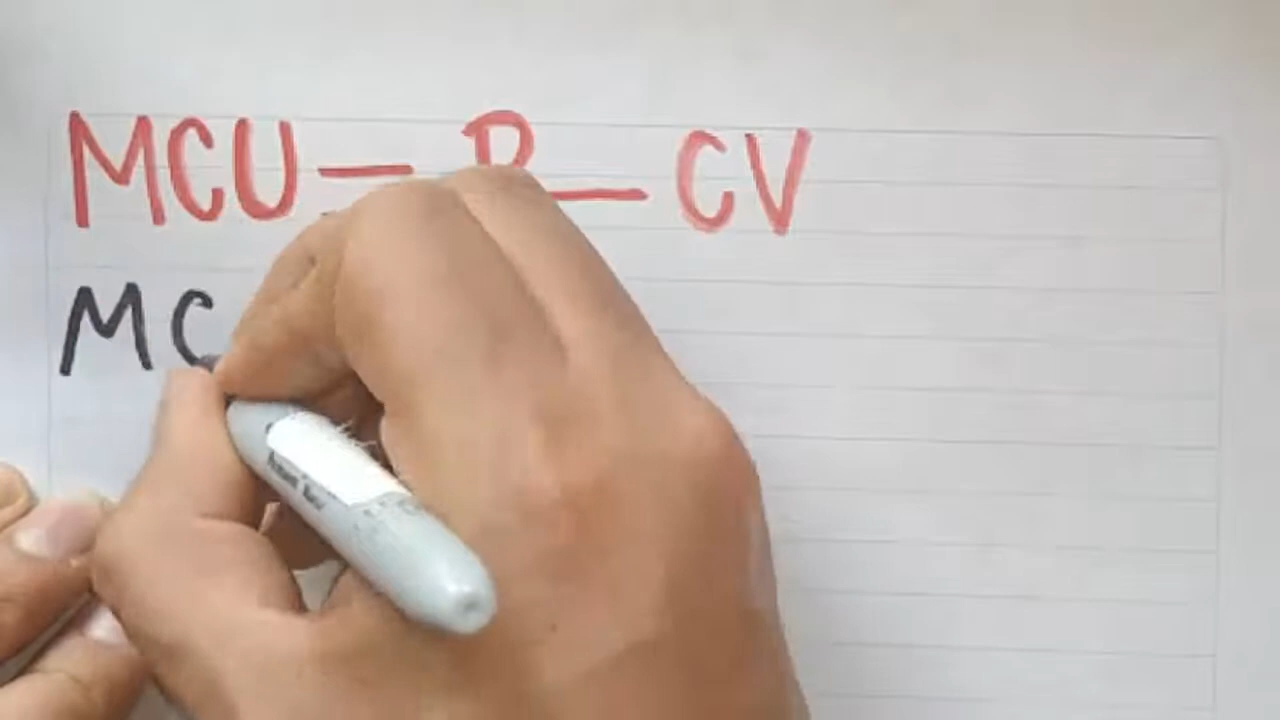 MCU — R — CV
MC